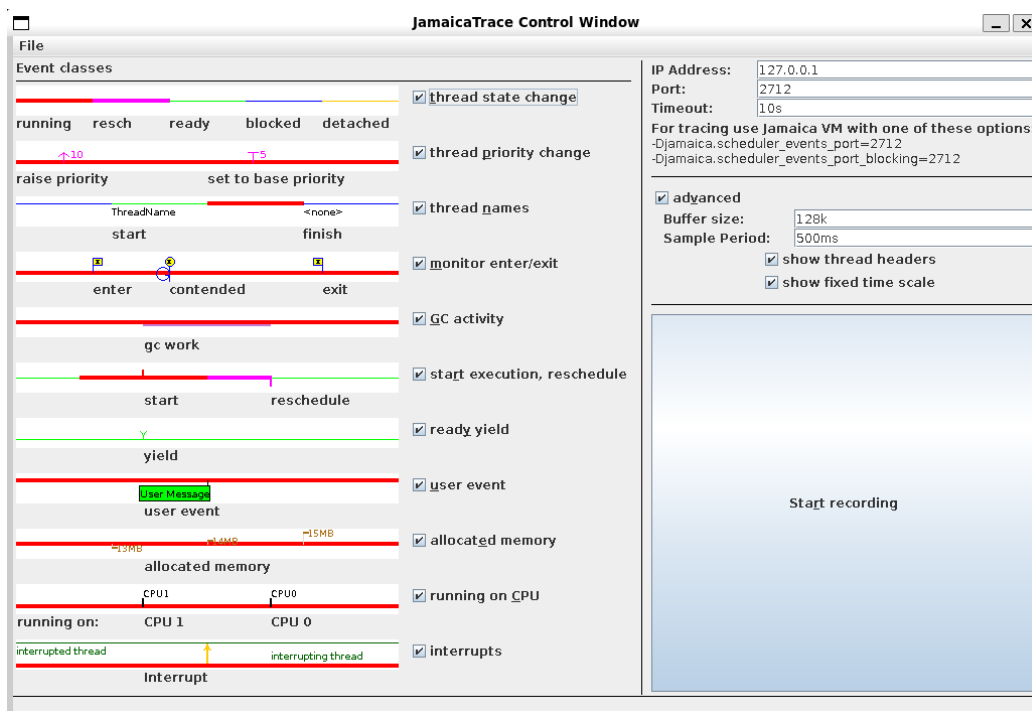 JamaicaTrace Control Window
File
Event classes
running resch ready blocked detached
thread state change
10 5
raise priority set to base priority
thread priority change
ThreadName <none>
start finish
thread names
enter contended exit
monitor enter/exit
gc work
GC activity
start reschedule
start execution, reschedule
Y
yield
ready yield
User Message
user event
user event
13MB 14MB 15MB
allocated memory
allocated memory
CPU1 CPU0
running on: CPU 1 CPU 0
running on CPU
interrupted thread interrupting thread
Interrupt
interrupts
IP Address: 127.0.0.1
Port: 2712
Timeout: 10s
For tracing use Jamaica VM with one of these options
-Djamaica.scheduler_events_port=2712
-Djamaica.scheduler_events_port_blocking=2712
advanced
Buffer size: 128k
Sample Period: 500ms
show thread headers
show fixed time scale
Start recording